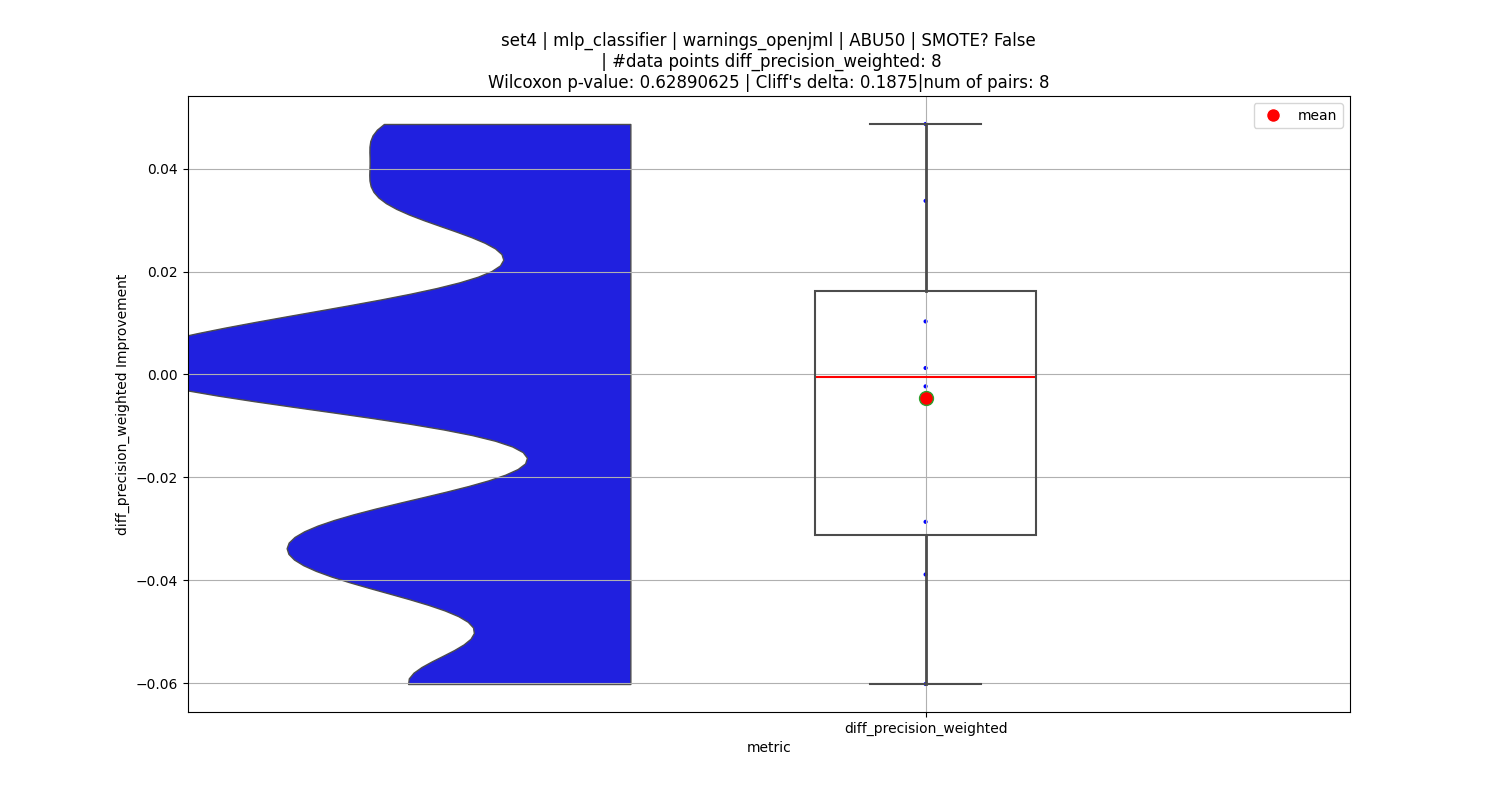 set4 | mlp_classifier | warnings_openjml | ABU50 | SMOTE? False
| #data points diff_precision_weighted: 8
Wilcoxon p-value: 0.62890625 | Cliff's delta: 0.1875|num of pairs: 8
mean
0.04
0.02
0.00
−0.02
−0.04
−0.06
diff_precision_weighted Improvement
diff_precision_weighted
metric